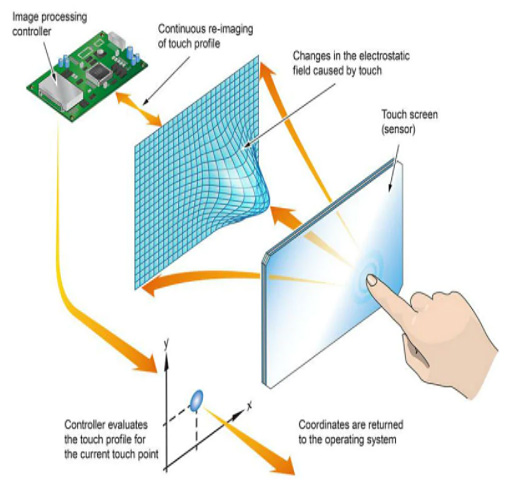 Image processing
controller
Continuous re-imaging
of touch profile
Changes in the electrostatic
field caused by touch
Touch screen
(sensor)
y
x
Controller evaluates
the touch profile for
the current touch point
Coordinates are returned
to the operating system